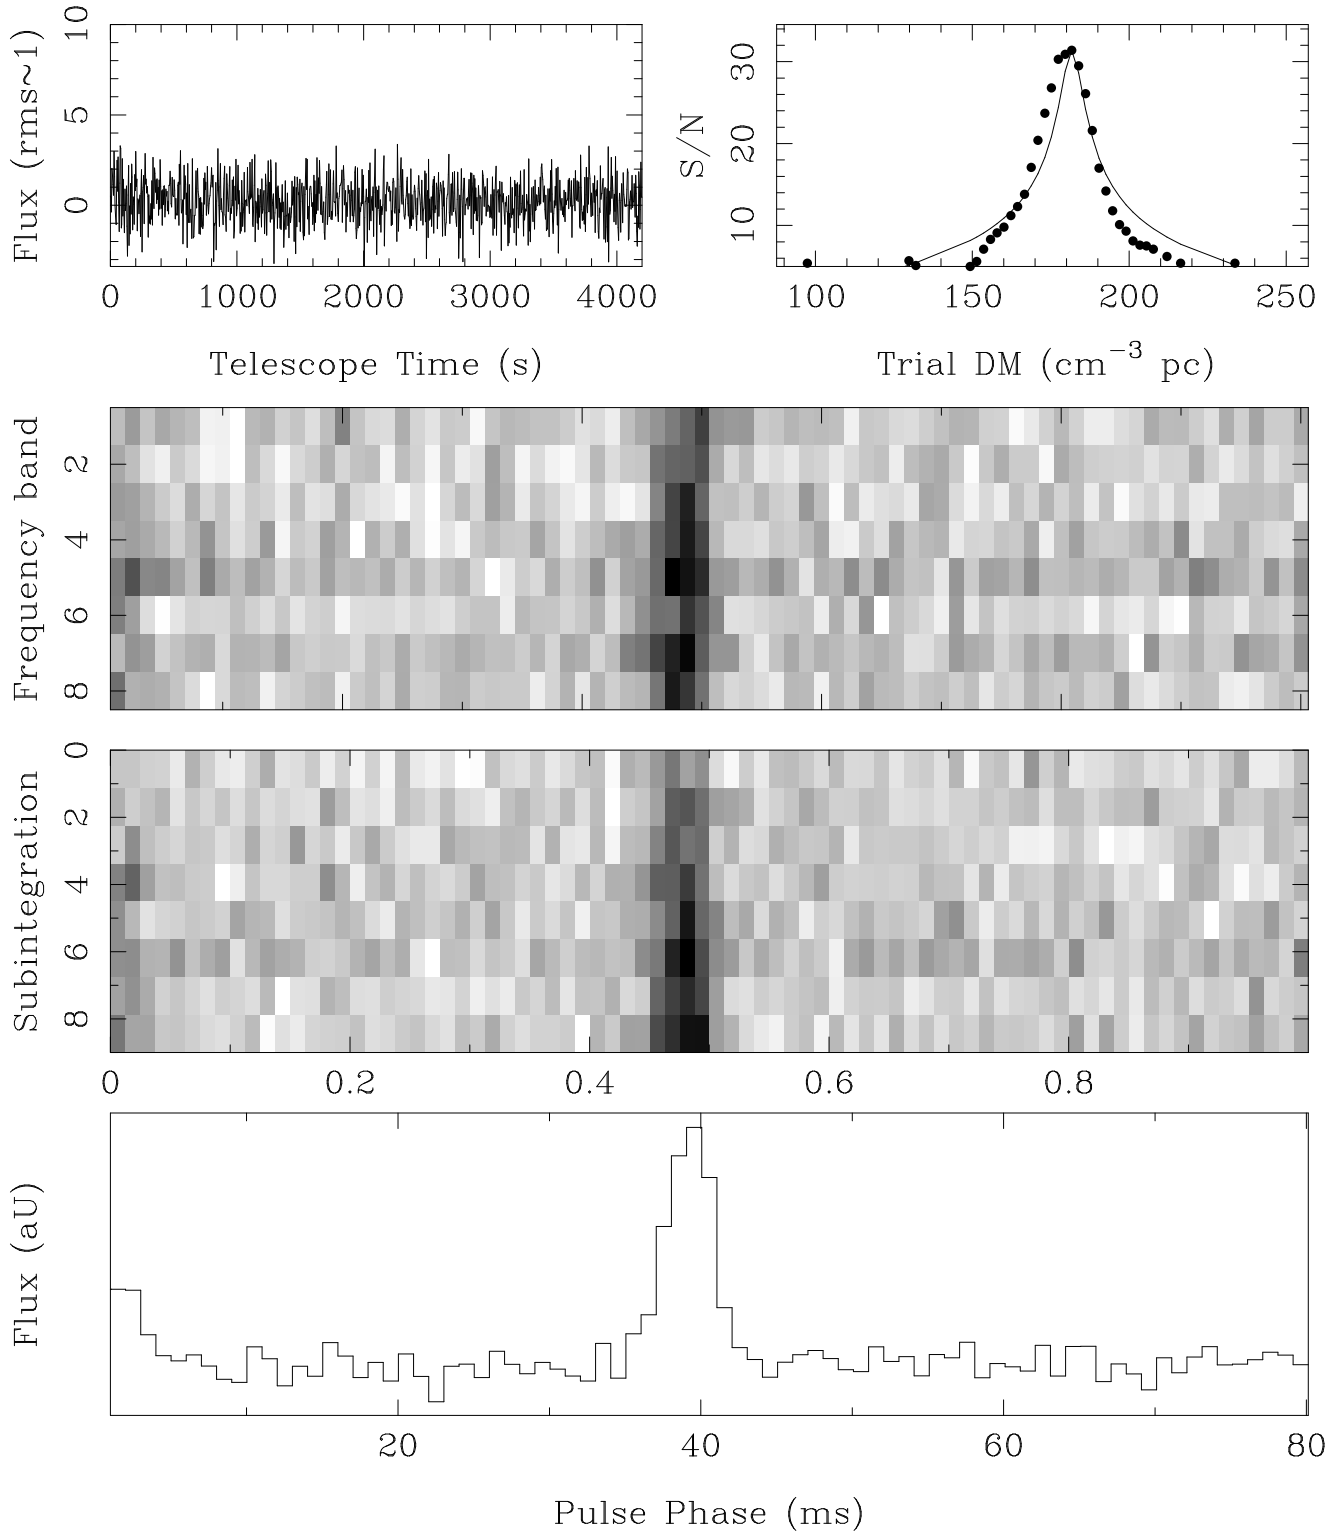 Flux (rms~1)
10
5
0
0 1000 2000 3000 4000
Telescope Time (s)
S/N
30
20
10
100 150 200 250
Trial DM (cm⁻³ pc)
Frequency band
2
4
6
8
Subintegration
0
2
4
6
8
0 0.2 0.4 0.6 0.8
Flux (aU)
20 40 60 80
Pulse Phase (ms)